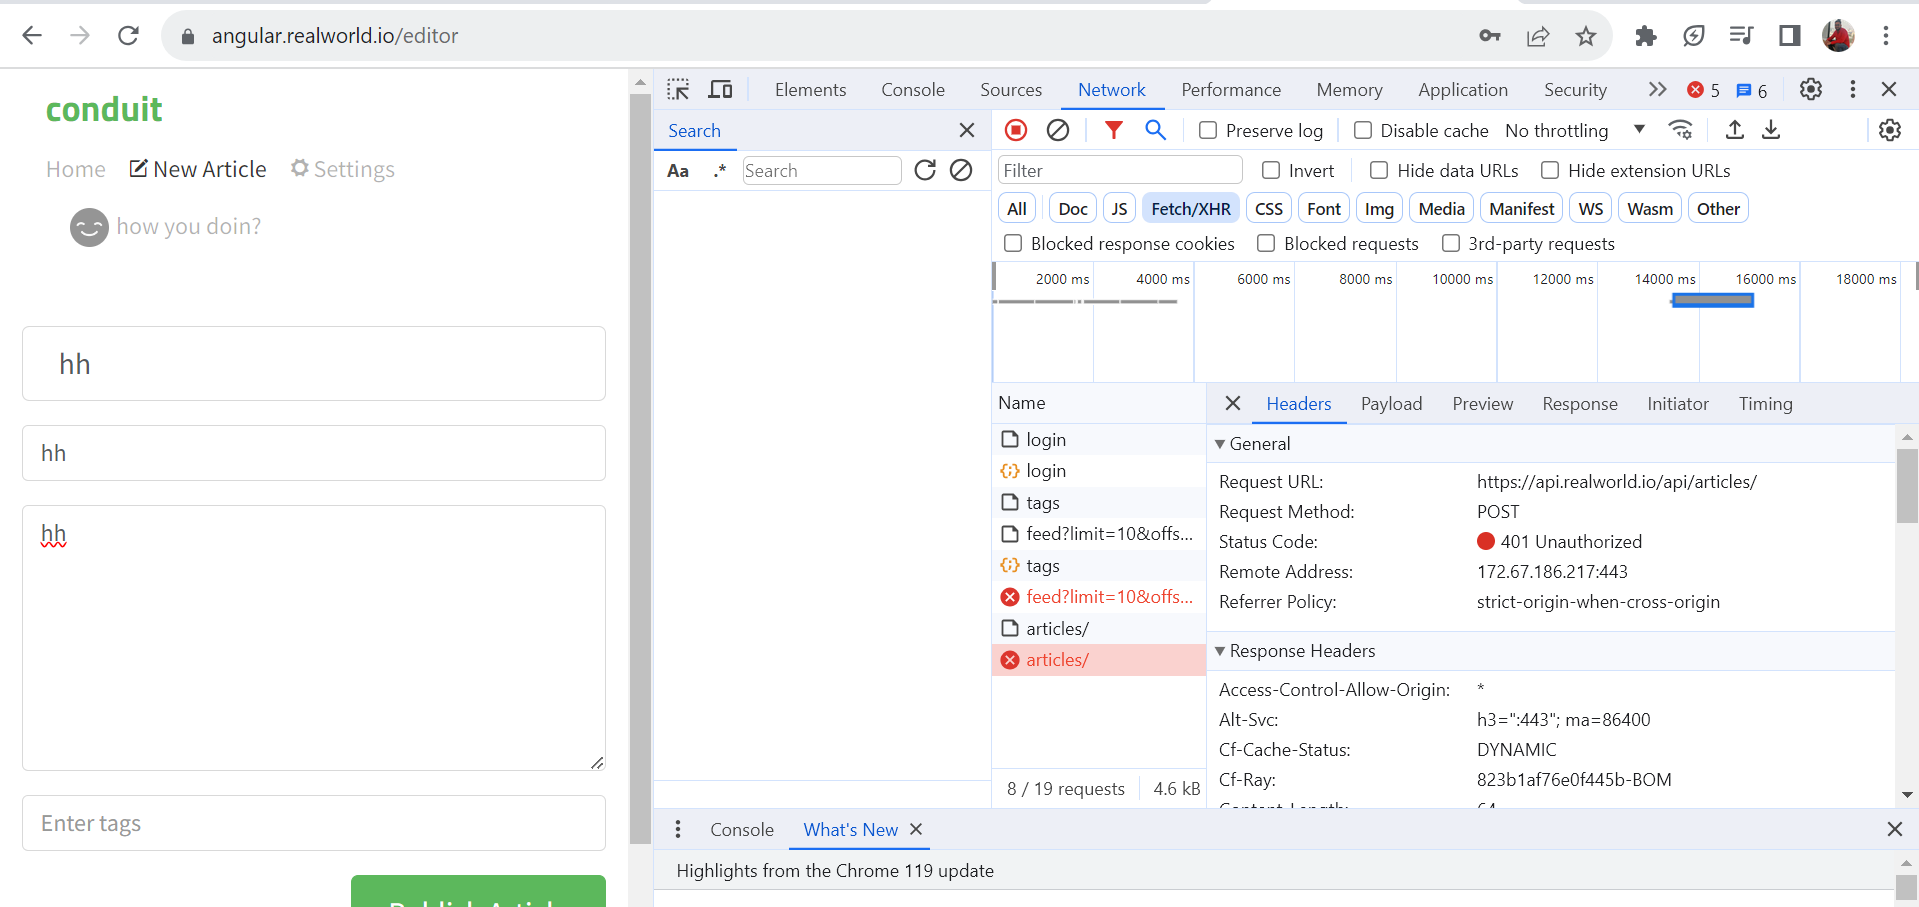 angular.realworld.io/editor
conduit
Home New Article Settings
how you doin?
hh
hh
hh
Enter tags
Elements Console Sources Network Performance Memory Application Security 5 6
Search
Aa .* Search
Preserve log Disable cache No throttling
Filter Invert Hide data URLs Hide extension URLs
All Doc JS Fetch/XHR CSS Font Img Media Manifest WS Wasm Other
Blocked response cookies Blocked requests 3rd-party requests
2000 ms 4000 ms 6000 ms 8000 ms 10000 ms 12000 ms 14000 ms 16000 ms 18000 ms
Name
login
login
tags
feed?limit=10&offs...
tags
feed?limit=10&offs...
articles/
articles/
8 / 19 requests 4.6 kB
Headers Payload Preview Response Initiator Timing
General
Request URL: https://api.realworld.io/api/articles/
Request Method: POST
Status Code: 401 Unauthorized
Remote Address: 172.67.186.217:443
Referrer Policy: strict-origin-when-cross-origin
Response Headers
Access-Control-Allow-Origin: *
Alt-Svc: h3=":443"; ma=86400
Cf-Cache-Status: DYNAMIC
Cf-Ray: 823b1af76e0f445b-BOM
Console What's New
Highlights from the Chrome 119 update